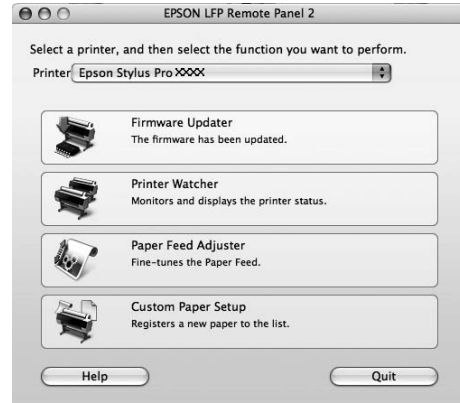 EPSON LFP Remote Panel 2
Select a printer, and then select the function you want to perform.
Printer Epson Stylus Pro XXXX
Firmware Updater
The firmware has been updated.
Printer Watcher
Monitors and displays the printer status.
Paper Feed Adjuster
Fine-tunes the Paper Feed.
Custom Paper Setup
Registers a new paper to the list.
Help Quit